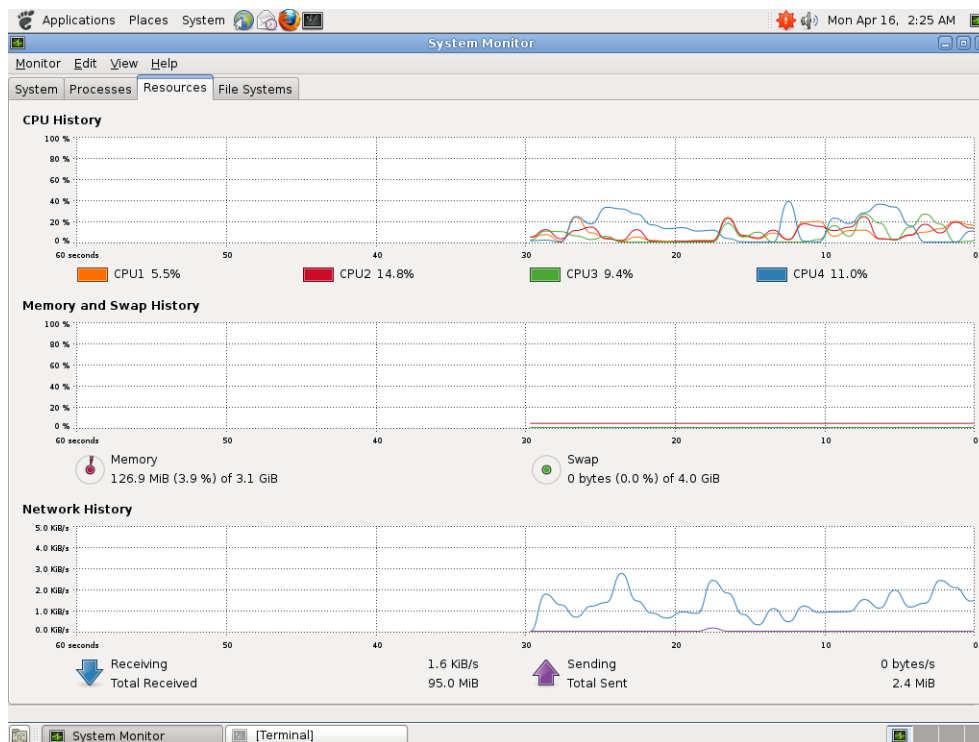 Applications Places System Mon Apr 16, 2:25 AM
System Monitor
Monitor Edit View Help
System Processes Resources File Systems
CPU History
100 %
80 %
60 %
40 %
20 %
0 %
60 seconds 50 40 30 20 10 0
CPU1 5.5% CPU2 14.8% CPU3 9.4% CPU4 11.0%
Memory and Swap History
100 %
80 %
60 %
40 %
20 %
0 %
60 seconds 50 40 30 20 10 0
Memory Swap
126.9 MiB (3.9 %) of 3.1 GiB 0 bytes (0.0 %) of 4.0 GiB
Network History
5.0 KiB/s
4.0 KiB/s
3.0 KiB/s
2.0 KiB/s
1.0 KiB/s
0.0 KiB/s
60 seconds 50 40 30 20 10 0
Receiving 1.6 KiB/s Sending 0 bytes/s
Total Received 95.0 MiB Total Sent 2.4 MiB
System Monitor [Terminal]